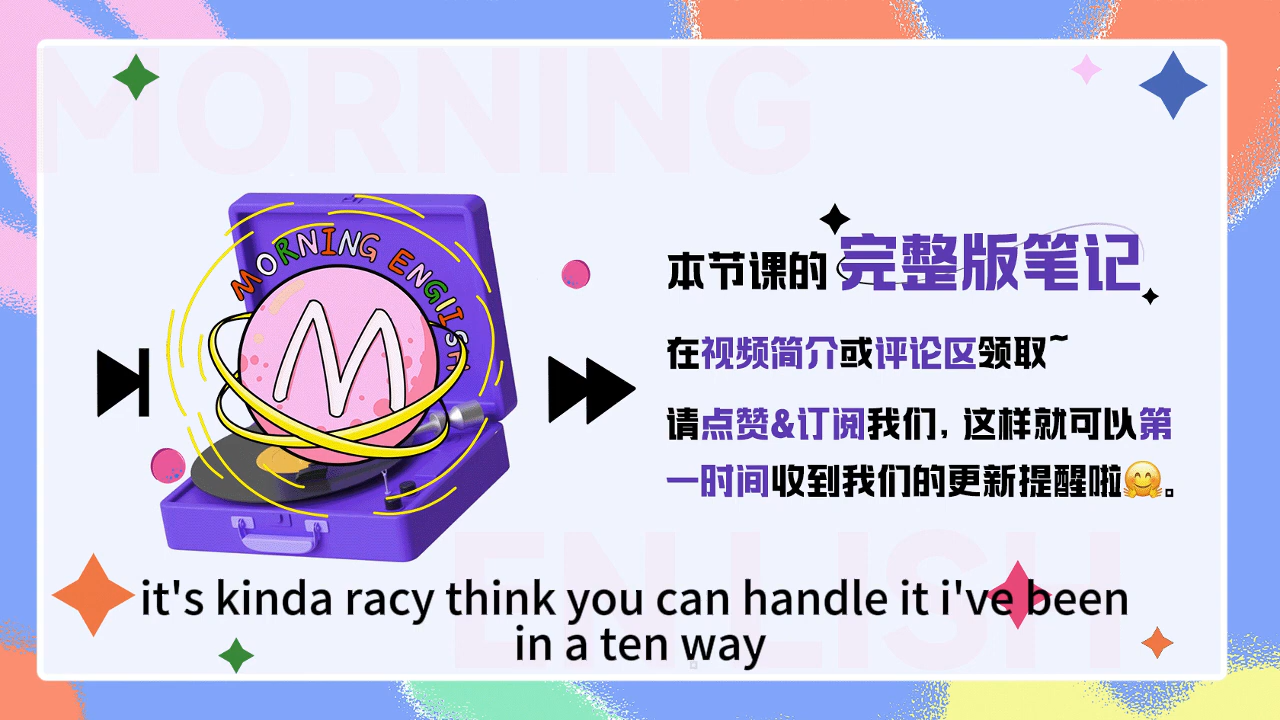 MORNING
MORNING ENGLISH
M
本节课的 完整版笔记
在视频简介或评论区领取~
请点赞&订阅我们，这样就可以第
一时间收到我们的更新提醒啦🤗。
ENGLISH
it's kinda racy think you can handle it i've been
in a ten way